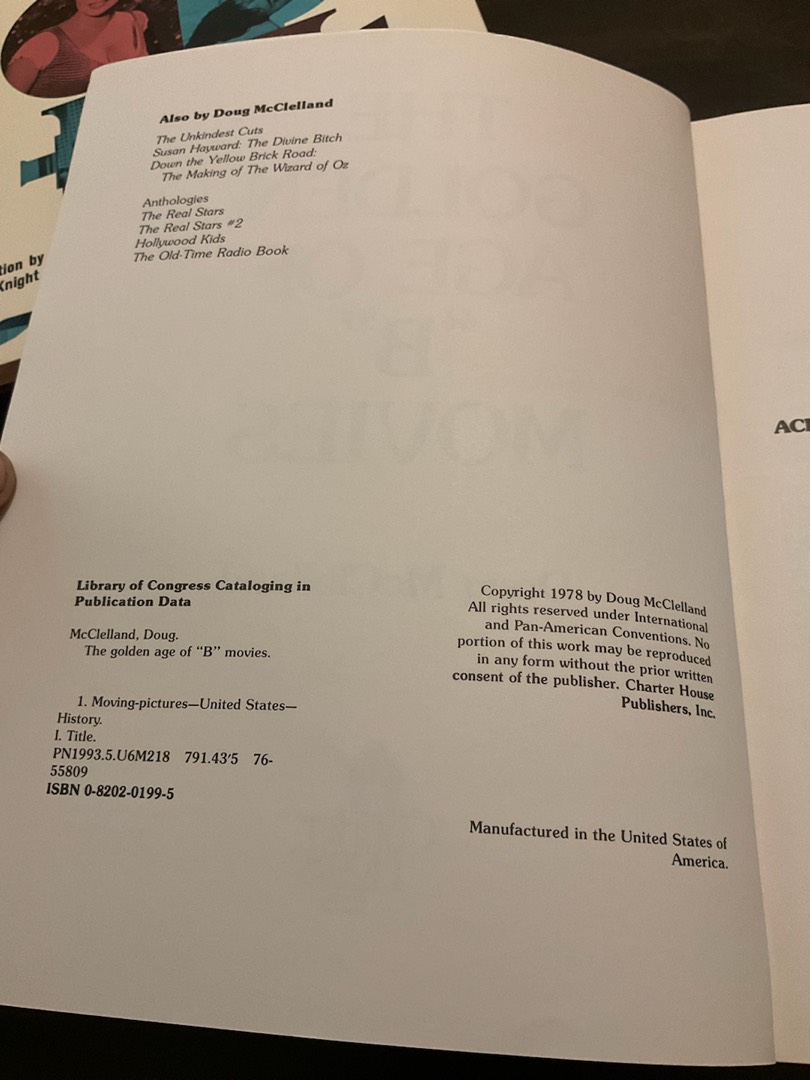 Also by Doug McClelland
The Unkindest Cuts
Susan Hayward: The Divine Bitch
Down the Yellow Brick Road:
The Making of The Wizard of Oz
Anthologies
The Real Stars
The Real Stars #2
Hollywood Kids
The Old-Time Radio Book
tion by
Knight
ACK
Library of Congress Cataloging in
Publication Data
McClelland, Doug.
The golden age of "B" movies.
1. Moving-pictures—United States—
History.
I. Title.
PN1993.5.U6M218 791.43'5 76-
55809
ISBN 0-8202-0199-5
Copyright 1978 by Doug McClelland
All rights reserved under International
and Pan-American Conventions. No
portion of this work may be reproduced
in any form without the prior written
consent of the publisher. Charter House
Publishers, Inc.
Manufactured in the United States of
America.